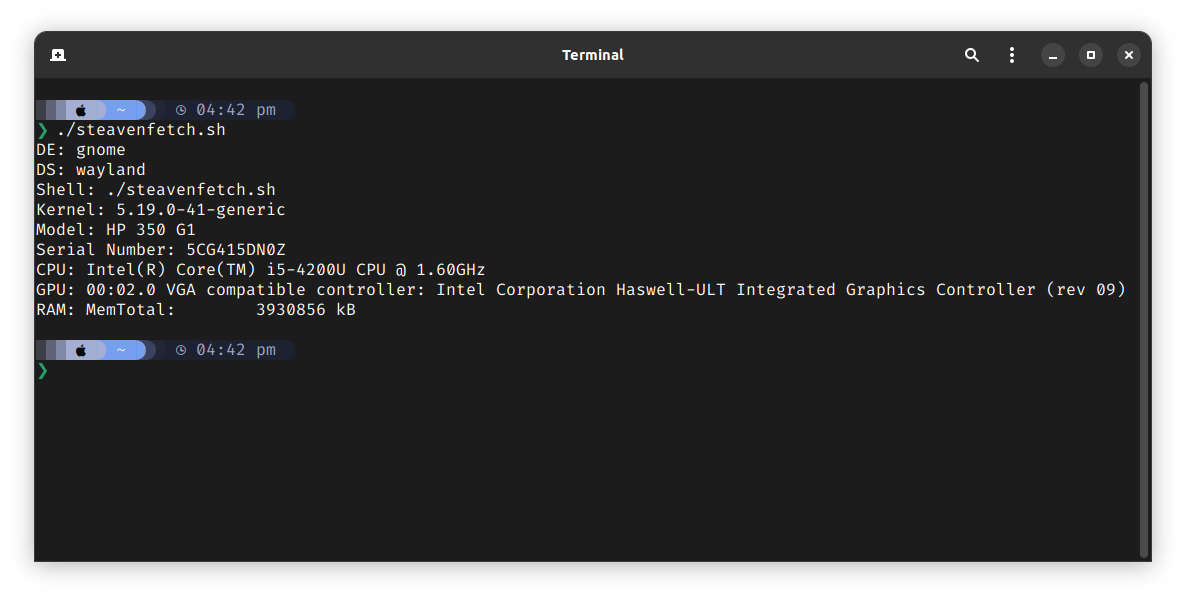 Terminal
~ 04:42 pm
❯ ./steavenfetch.sh
DE: gnome
DS: wayland
Shell: ./steavenfetch.sh
Kernel: 5.19.0-41-generic
Model: HP 350 G1
Serial Number: 5CG415DN0Z
CPU: Intel(R) Core(TM) i5-4200U CPU @ 1.60GHz
GPU: 00:02.0 VGA compatible controller: Intel Corporation Haswell-ULT Integrated Graphics Controller (rev 09)
RAM: MemTotal:        3930856 kB
~ 04:42 pm
❯